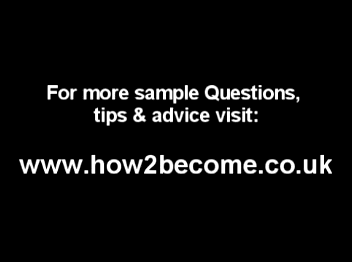 For more sample Questions,
tips & advice visit:
www.how2become.co.uk